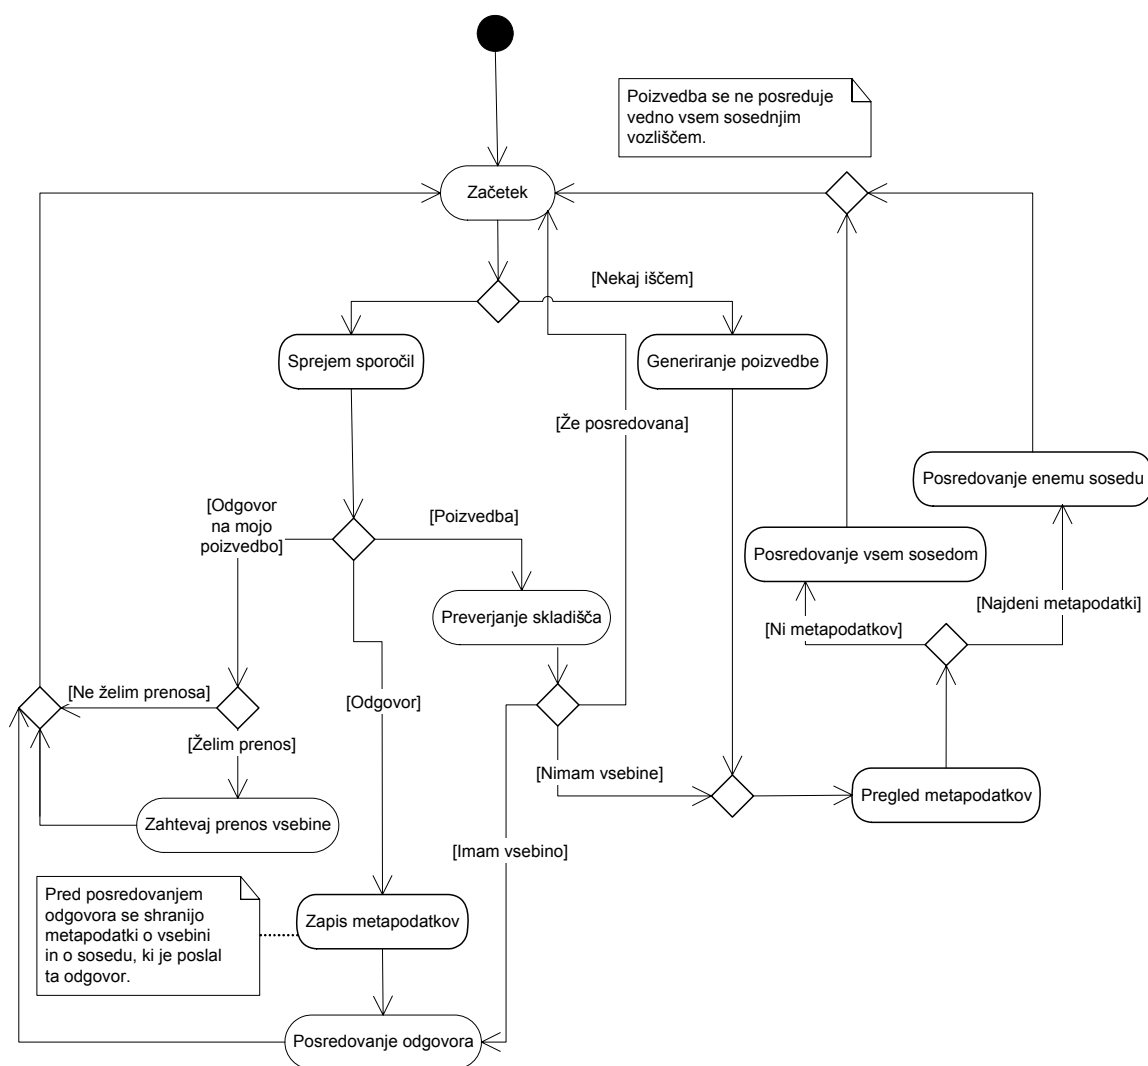 Poizvedba se ne posreduje
vedno vsem sosednjim
vozliščem.
Začetek
[Nekaj iščem]
Sprejem sporočil
Generiranje poizvedbe
[Že posredovana]
Posredovanje enemu sosedu
[Odgovor
na mojo
poizvedbo]
[Poizvedba]
Posredovanje vsem sosedom
Preverjanje skladišča
[Najdeni metapodatki]
[Ni metapodatkov]
[Ne želim prenosa]
[Odgovor]
[Želim prenos]
[Nimam vsebine]
Pregled metapodatkov
Zahtevaj prenos vsebine
[Imam vsebino]
Pred posredovanjem
odgovora se shranijo
metapodatki o vsebini
in o sosedu, ki je poslal
ta odgovor.
Zapis metapodatkov
Posredovanje odgovora